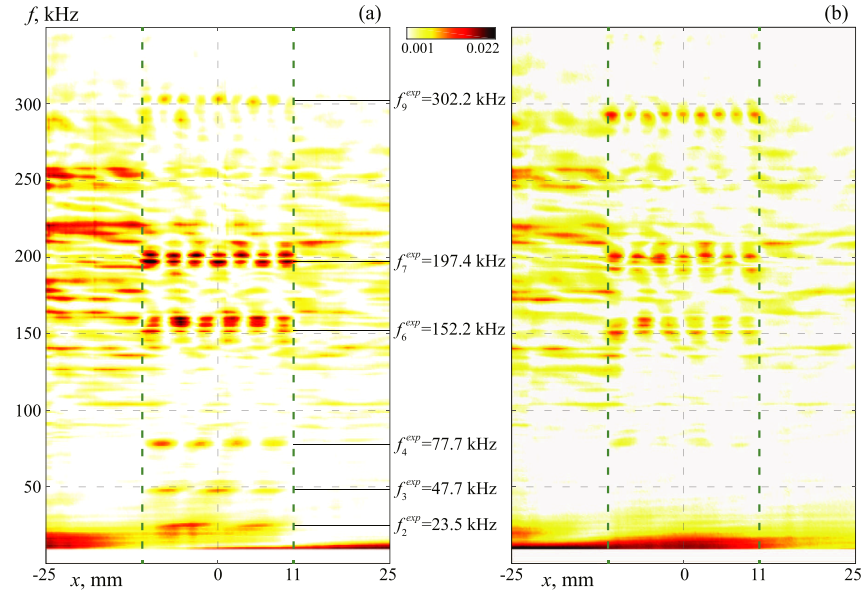 f, kHz
(a)
0.001 0.022
(b)
300
250
200
150
100
50
f₉ᵉˣᵖ=302.2 kHz
f₇ᵉˣᵖ=197.4 kHz
f₆ᵉˣᵖ=152.2 kHz
f₄ᵉˣᵖ=77.7 kHz
f₃ᵉˣᵖ=47.7 kHz
f₂ᵉˣᵖ=23.5 kHz
-25 x, mm 0 11 25
-25 x, mm 0 11 25